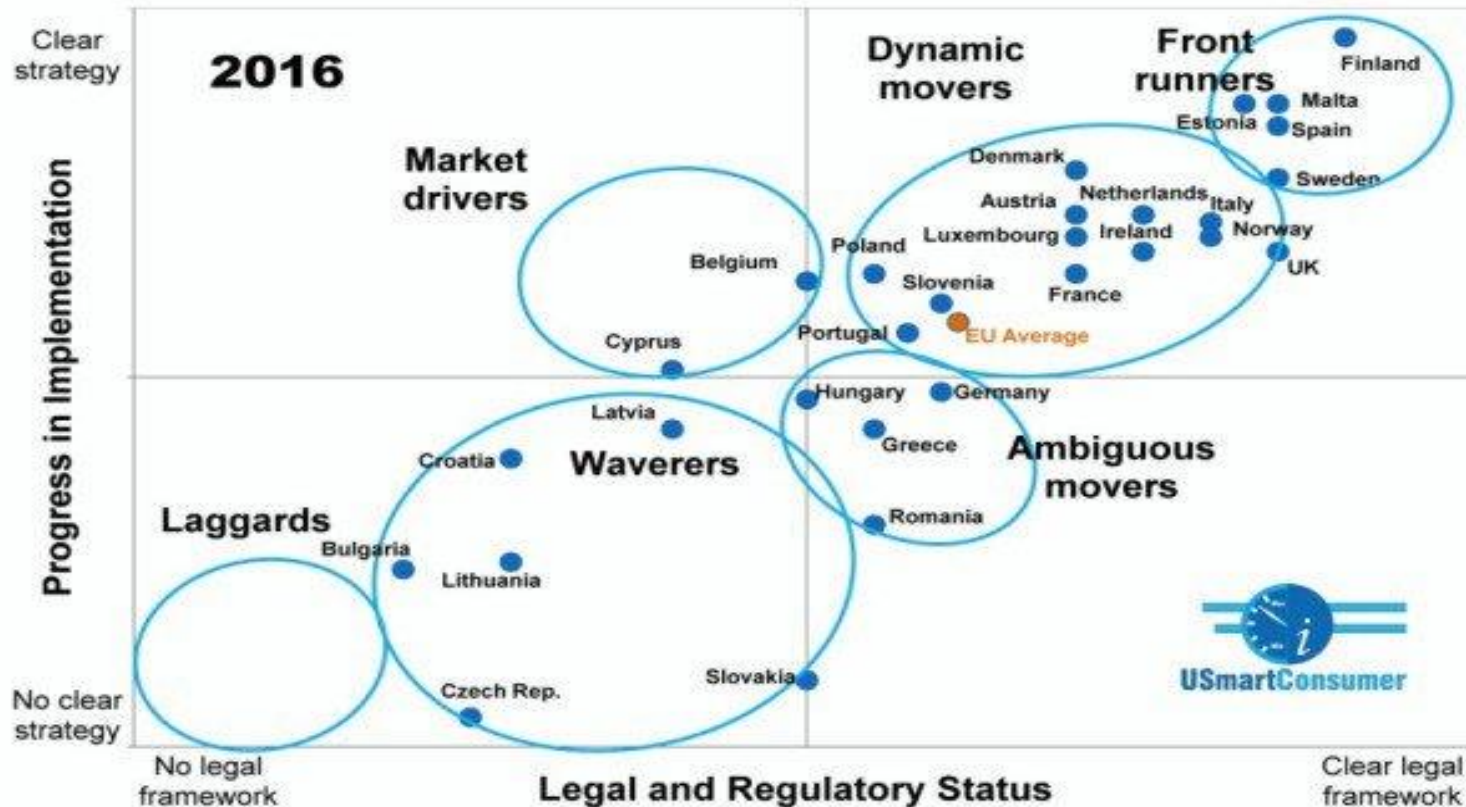 Clear
strategy
2016
Dynamic
movers
Front
runners
Finland
Malta
Estonia
Spain
Market
drivers
Denmark
Sweden
Austria
Netherlands
Italy
Luxembourg
Ireland
Norway
Poland
Belgium
UK
Slovenia
France
Portugal
EU Average
Cyprus
Progress in Implementation
Hungary
Germany
Latvia
Greece
Croatia
Waverers
Ambiguous
movers
Laggards
Romania
Bulgaria
Lithuania
i
USmartConsumer
Slovakia
Czech Rep.
No clear
strategy
No legal
framework
Legal and Regulatory Status
Clear legal
framework